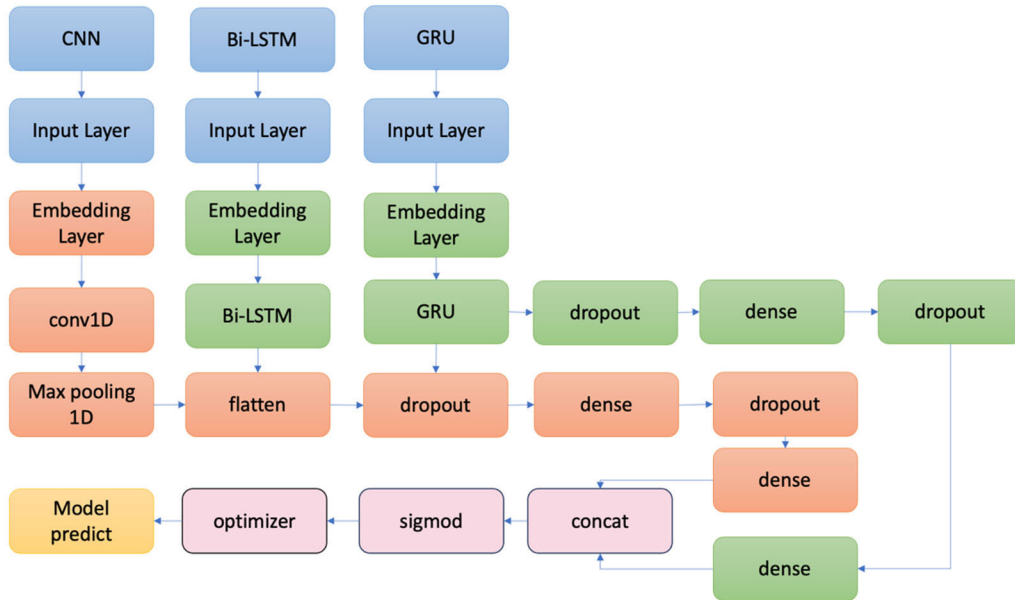 CNN
Bi-LSTM
GRU
Input Layer
Input Layer
Input Layer
Embedding
Layer
Embedding
Layer
Embedding
Layer
conv1D
Bi-LSTM
GRU
dropout
dense
dropout
Max pooling
1D
flatten
dropout
dense
dropout
dense
Model
predict
optimizer
sigmod
concat
dense